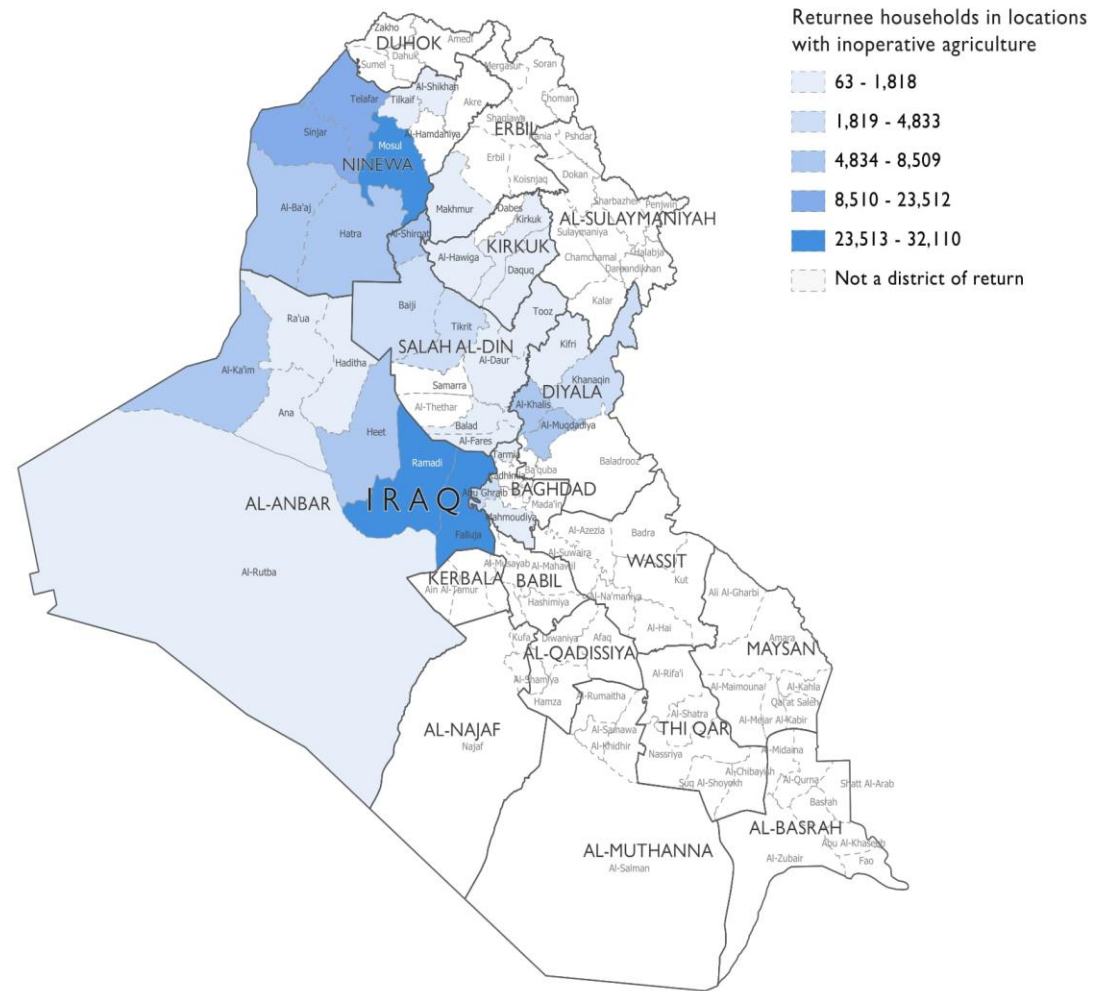 Returnee households in locations
with inoperative agriculture
63 - 1,818
1,819 - 4,833
4,834 - 8,509
8,510 - 23,512
23,513 - 32,110
Not a district of return
Zakho
DUHOK
Amedi
Dahuk
Sumel
Mergasur
Soran
Al-Shikhan
Telafar
Tilkaif
Akre
Choman
Shaqlawa
ERBIL
Sinjar
Al-Hamdaniya
Rania
Pshdar
Mosul
NINEWA
Erbil
Dokan
Koisnjaq
Al-Ba'aj
Hatra
Makhmur
Dabes
Sharbazher
Penjwin
Kirkuk
AL-SULAYMANIYAH
Al-Shirqat
Sulaymaniya
KIRKUK
Al-Hawiga
Chamchamal
Halabja
Daquq
Darbandikhan
Baiji
Kalar
Ra'ua
Tooz
Tikrit
SALAH AL-DIN
Kifri
Haditha
Al-Daur
Al-Ka'im
Samarra
Khanaqin
DIYALA
Al-Thethar
Al-Khalis
Ana
Heet
Balad
Al-Muqdadiya
Al-Fares
Ramadi
Tarmia
Ba'quba
Baladrooz
Kadhimia
IRAQ
Abu Ghraib
BAGHDAD
AL-ANBAR
Mada'in
Mahmoudiya
Falluja
Al-Azezia
Badra
Al-Suwaira
Al-Rutba
Al-Musayab
Al-Mahawil
WASSIT
KERBALA
BABIL
Kut
Ain Al-Tamur
Al-Na'maniya
Ali Al-Gharbi
Hashimiya
Al-Hai
Kufa
Diwaniya
Afaq
Amara
AL-QADISSIYA
MAYSAN
Al-Rifa'i
Al-Shamiya
Al-Maimouna
Al-Kahla
Hamza
Al-Rumaitha
Qal'at Saleh
Al-Shatra
Al-Mejar Al-Kabir
AL-NAJAF
Al-Samawa
THI QAR
Najaf
Al-Khidhir
Nassriya
Al-Midaina
Al-Chibayish
Suq Al-Shoyokh
Al-Qurna
Shatt Al-Arab
Basrah
AL-BASRAH
Abu Al-Khaseeb
AL-MUTHANNA
Al-Zubair
Fao
Al-Salman